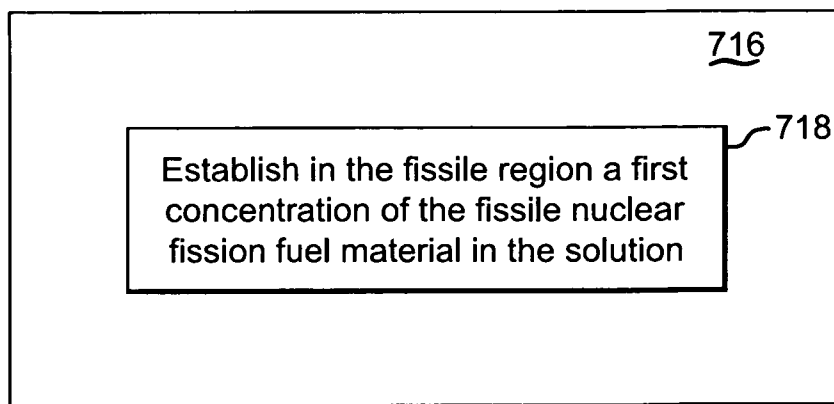 716
718
Establish in the fissile region a first
concentration of the fissile nuclear
fission fuel material in the solution